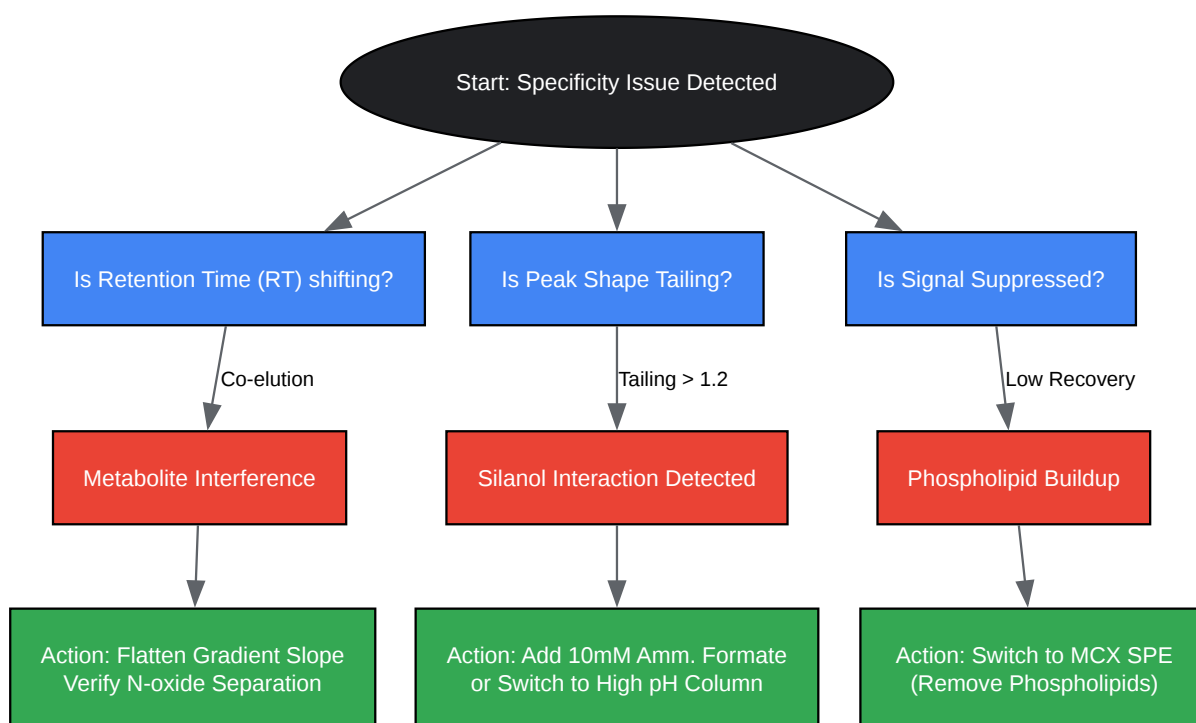 Start: Specificity Issue Detected
Is Retention Time (RT) shifting?
Is Peak Shape Tailing?
Is Signal Suppressed?
Co-elution
Tailing > 1.2
Low Recovery
Metabolite Interference
Silanol Interaction Detected
Phospholipid Buildup
Action: Flatten Gradient Slope
Verify N-oxide Separation
Action: Add 10mM Amm. Formate
or Switch to High pH Column
Action: Switch to MCX SPE
(Remove Phospholipids)